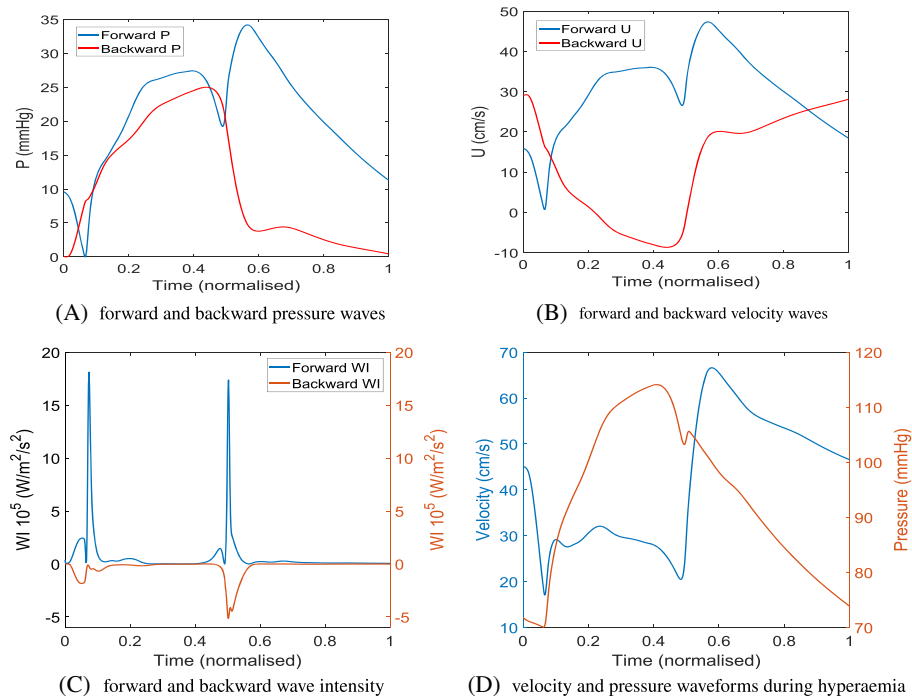 35
30
25
20
15
10
5
0
P (mmHg)
Forward P
Backward P
0 0.2 0.4 0.6 0.8 1
Time (normalised)
(A) forward and backward pressure waves
50
40
30
20
10
0
-10
U (cm/s)
Forward U
Backward U
0 0.2 0.4 0.6 0.8 1
Time (normalised)
(B) forward and backward velocity waves
20
15
10
5
0
-5
WI 10^5 (W/m^2/s^2)
Forward WI
Backward WI
20
15
10
5
0
-5
WI 10^5 (W/m^2/s^2)
0 0.2 0.4 0.6 0.8 1
Time (normalised)
(C) forward and backward wave intensity
70
60
50
40
30
20
10
Velocity (cm/s)
120
110
100
90
80
70
Pressure (mmHg)
0 0.2 0.4 0.6 0.8 1
Time (normalised)
(D) velocity and pressure waveforms during hyperaemia